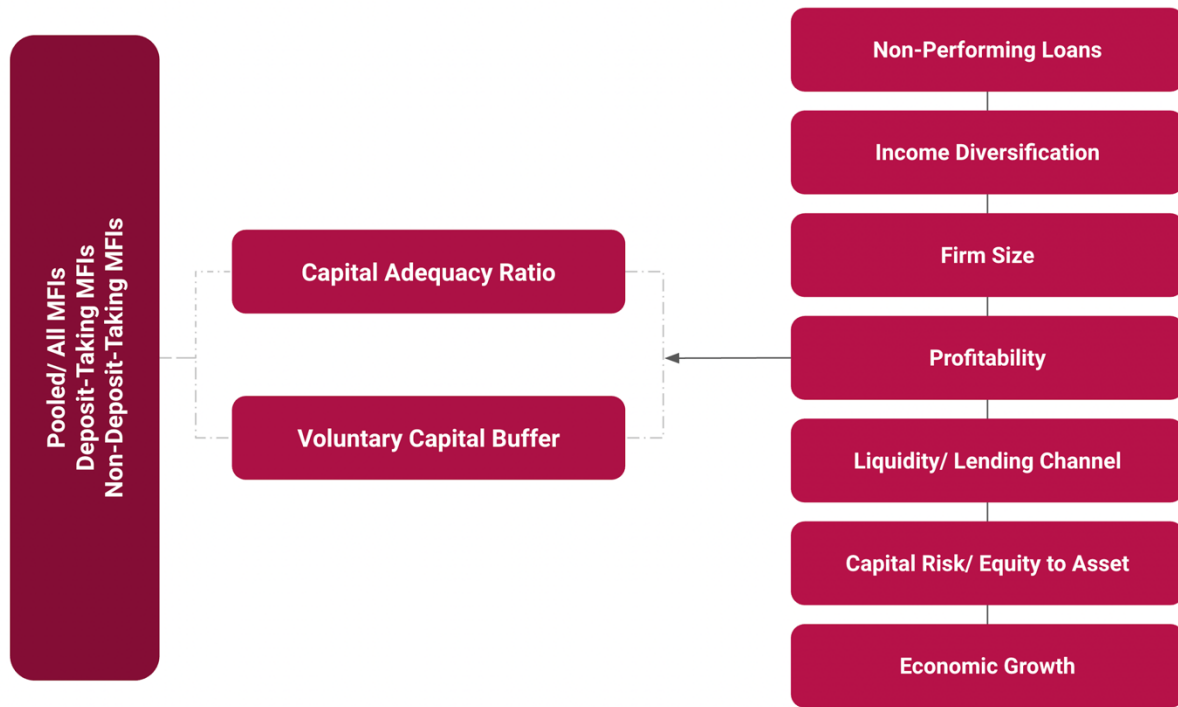 Pooled/ All MFIs
Deposit-Taking MFIs
Non-Deposit-Taking MFIs
Capital Adequacy Ratio
Voluntary Capital Buffer
Non-Performing Loans
Income Diversification
Firm Size
Profitability
Liquidity/ Lending Channel
Capital Risk/ Equity to Asset
Economic Growth